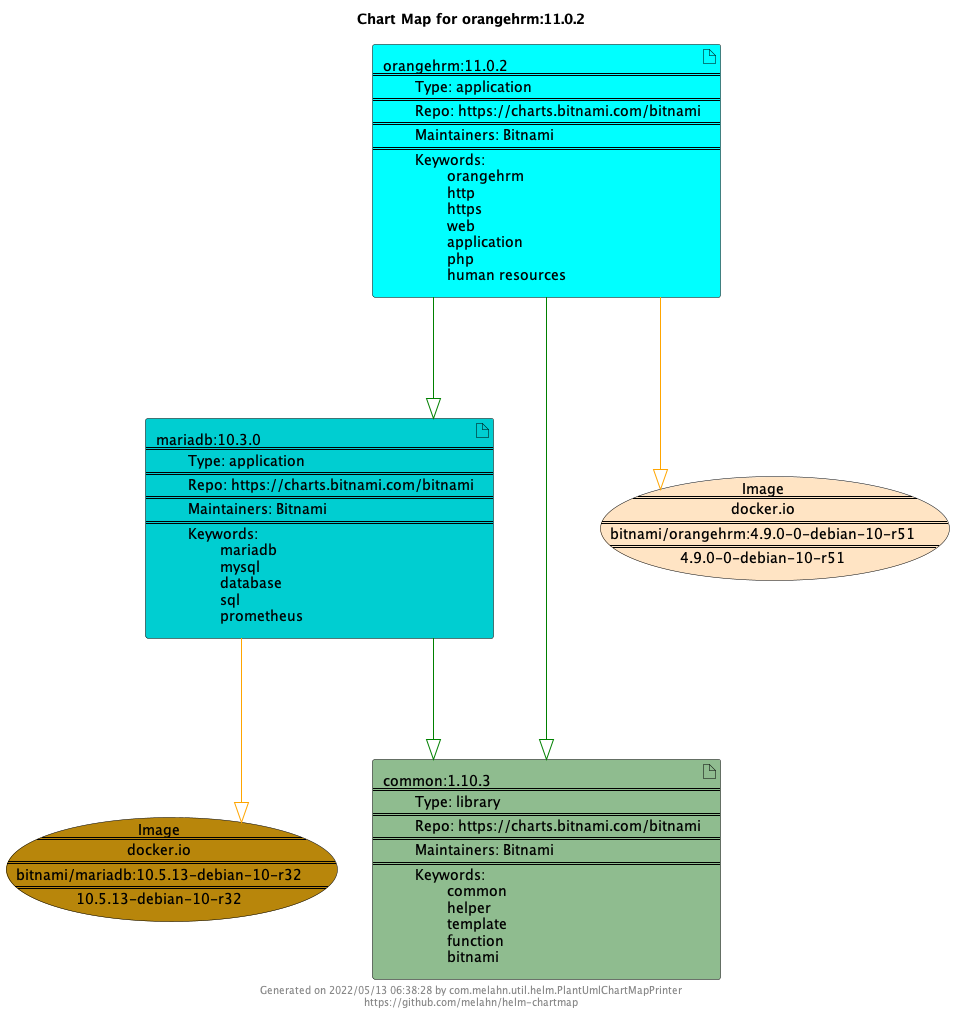 Chart Map for orangehrm:11.0.2
orangehrm:11.0.2
Type: application
Repo: https://charts.bitnami.com/bitnami
Maintainers: Bitnami
Keywords:
orangehrm
http
https
web
application
php
human resources
mariadb:10.3.0
Type: application
Repo: https://charts.bitnami.com/bitnami
Maintainers: Bitnami
Keywords:
mariadb
mysql
database
sql
prometheus
Image
docker.io
bitnami/orangehrm:4.9.0-0-debian-10-r51
4.9.0-0-debian-10-r51
Image
docker.io
bitnami/mariadb:10.5.13-debian-10-r32
10.5.13-debian-10-r32
common:1.10.3
Type: library
Repo: https://charts.bitnami.com/bitnami
Maintainers: Bitnami
Keywords:
common
helper
template
function
bitnami
Generated on 2022/05/13 06:38:28 by com.melahn.util.helm.PlantUmlChartMapPrinter
https://github.com/melahn/helm-chartmap